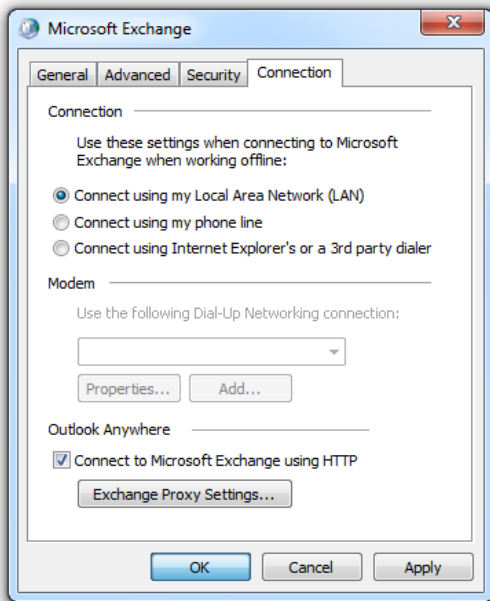 Microsoft Exchange
General Advanced Security Connection
Connection
Use these settings when connecting to Microsoft
Exchange when working offline:
Connect using my Local Area Network (LAN)
Connect using my phone line
Connect using Internet Explorer's or a 3rd party dialer
Modem
Use the following Dial-Up Networking connection:
Properties... Add...
Outlook Anywhere
Connect to Microsoft Exchange using HTTP
Exchange Proxy Settings...
OK Cancel Apply